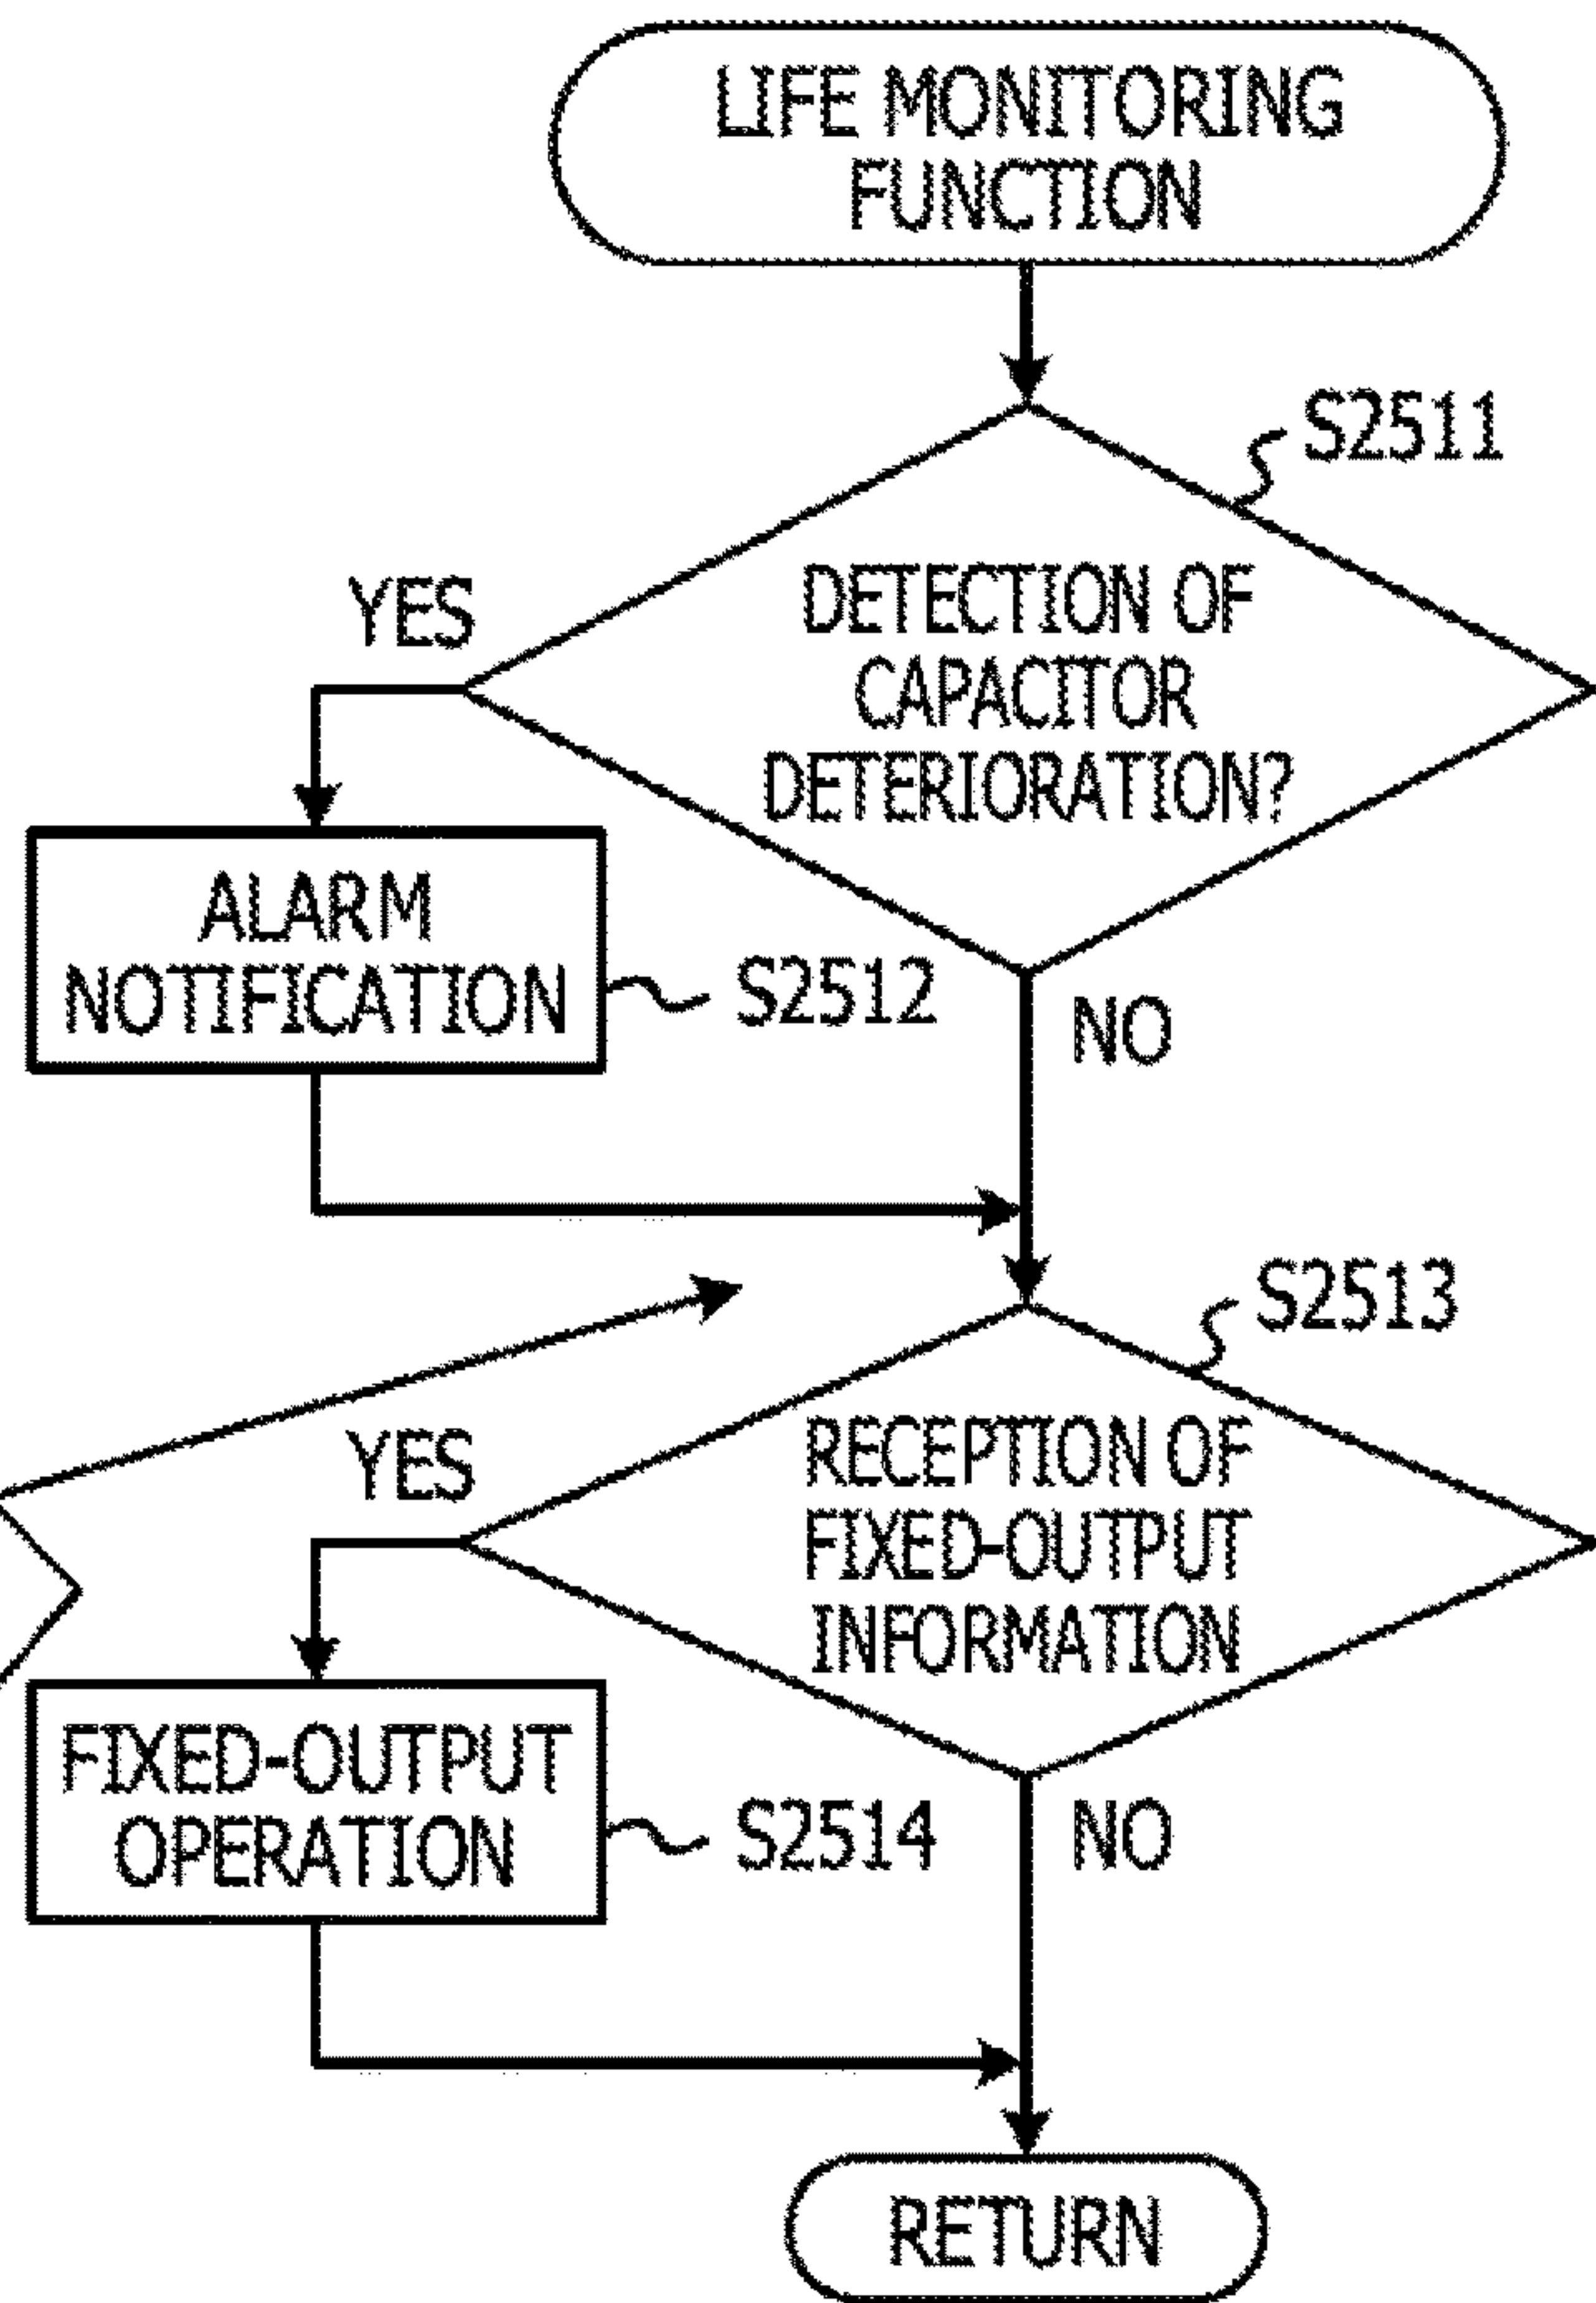 LIFE MONITORING
FUNCTION
S2511
DETECTION OF
CAPACITOR
DETERIORATION?
YES
ALARM
NOTIFICATION
S2512
NO
S2513
RECEPTION OF
FIXED-OUTPUT
INFORMATION
YES
FIXED-OUTPUT
OPERATION
S2514
NO
RETURN